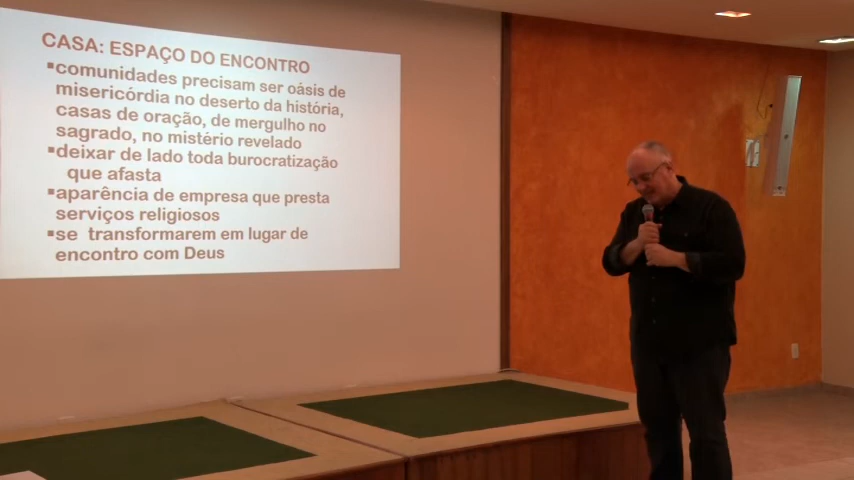 CASA: ESPAÇO DO ENCONTRO
▪comunidades precisam ser oásis de
misericórdia no deserto da história,
casas de oração, de mergulho no
sagrado, no mistério revelado
▪deixar de lado toda burocratização
que afasta
▪aparência de empresa que presta
serviços religiosos
▪se transformarem em lugar de
encontro com Deus